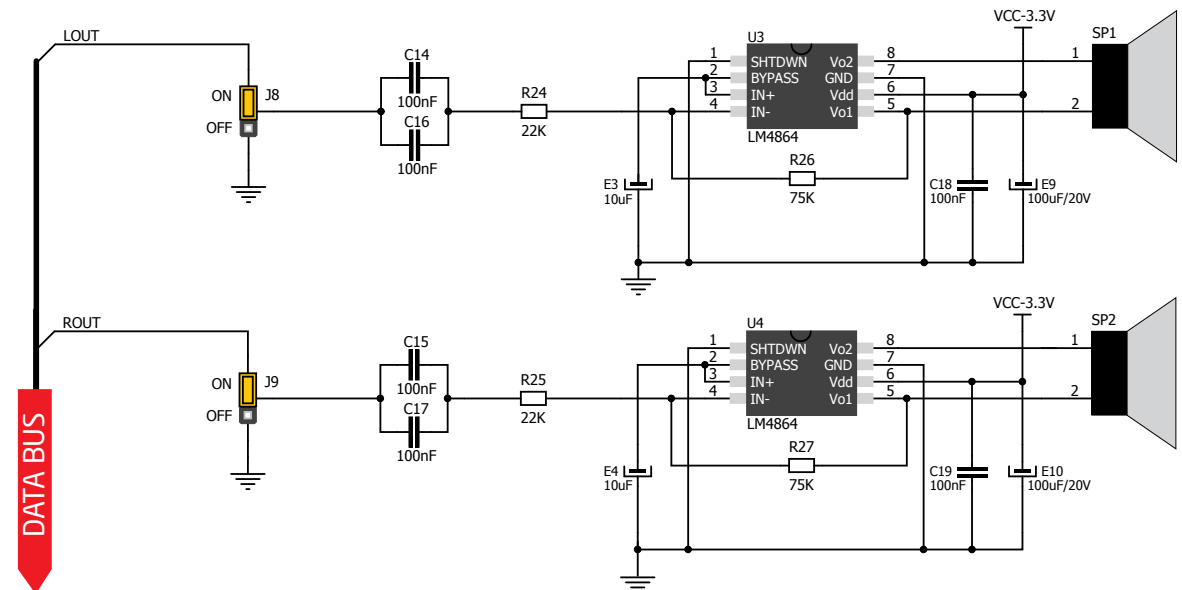 LOUT
ON
J8
OFF
C14
100nF
C16
100nF
R24
22K
U3
1 SHTDWN Vo2 8
2 BYPASS GND 7
3 IN+ Vdd 6
4 IN- Vo1 5
LM4864
R26
75K
E3
10uF
C18
100nF
E9
100uF/20V
VCC-3.3V
SP1
1
2
ROUT
ON
J9
OFF
C15
100nF
C17
100nF
R25
22K
U4
1 SHTDWN Vo2 8
2 BYPASS GND 7
3 IN+ Vdd 6
4 IN- Vo1 5
LM4864
R27
75K
E4
10uF
C19
100nF
E10
100uF/20V
VCC-3.3V
SP2
1
2
DATA BUS